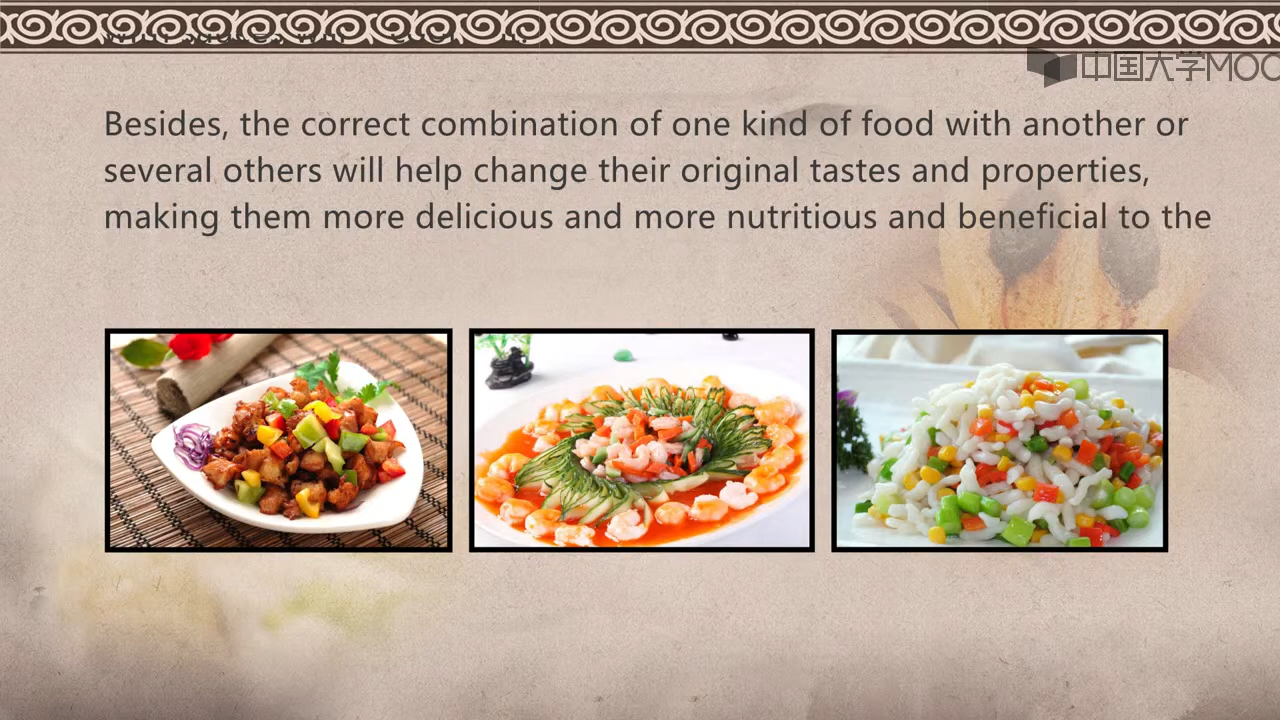 中国大学MOO
Besides, the correct combination of one kind of food with another or
several others will help change their original tastes and properties,
making them more delicious and more nutritious and beneficial to the